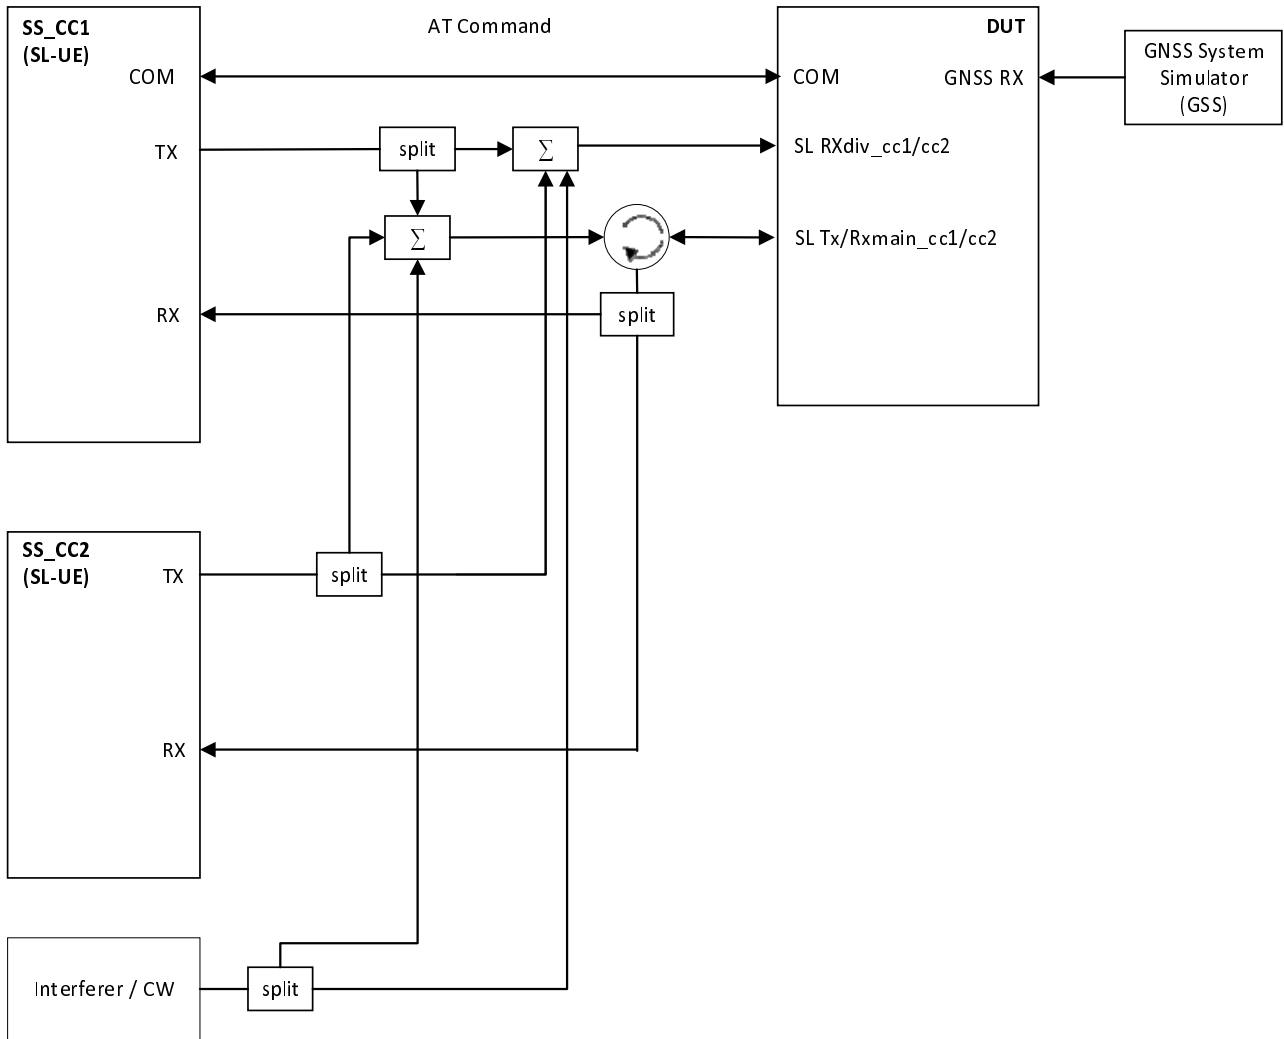 SS_CC1
(SL-UE)
AT Command
DUT
COM
COM
GNSS RX
GNSS System
Simulator
(GSS)
TX
split
∑
SL RXdiv_cc1/cc2
∑
SL Tx/Rxmain_cc1/cc2
RX
split
SS_CC2
(SL-UE)
TX
split
RX
Interferer / CW
split